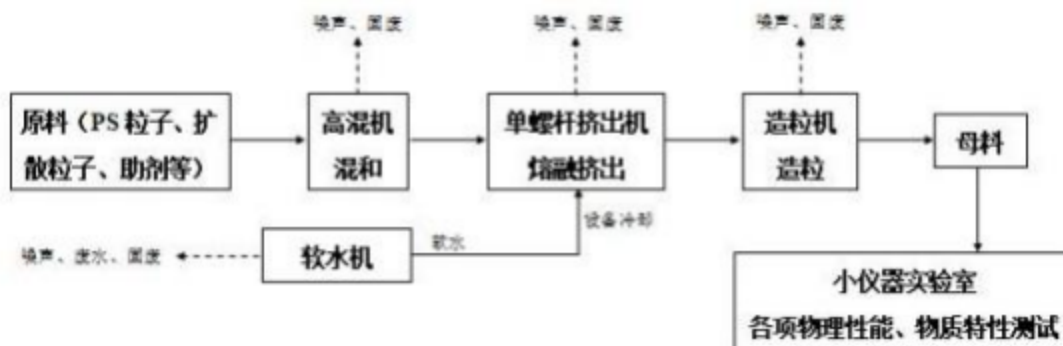 噪声、固废
噪声、固废
噪声、固废
原料(PS粒子、扩
散粒子、助剂等)
高混机
混和
单螺杆挤出机
熔融挤出
造粒机
造粒
母料
设备冷却
噪声、废水、固废
软水机
软水
小仪器实验室
各项物理性能、物质特性测试